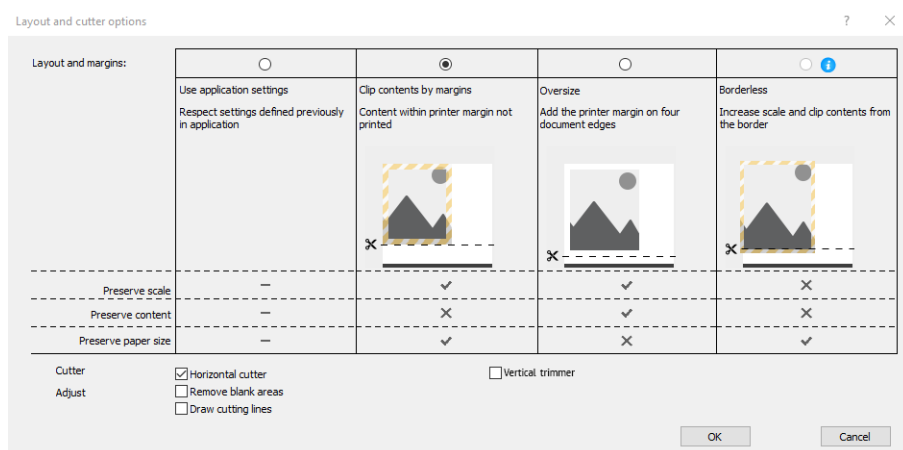 Layout and cutter options
Layout and margins:
Use application settings
Respect settings defined previously
in application
Clip contents by margins
Content within printer margin not
printed
Oversize
Add the printer margin on four
document edges
Borderless
Increase scale and clip contents from
the border
Preserve scale
Preserve content
Preserve paper size
Cutter
Horizontal cutter
Vertical trimmer
Adjust
Remove blank areas
Draw cutting lines
OK
Cancel